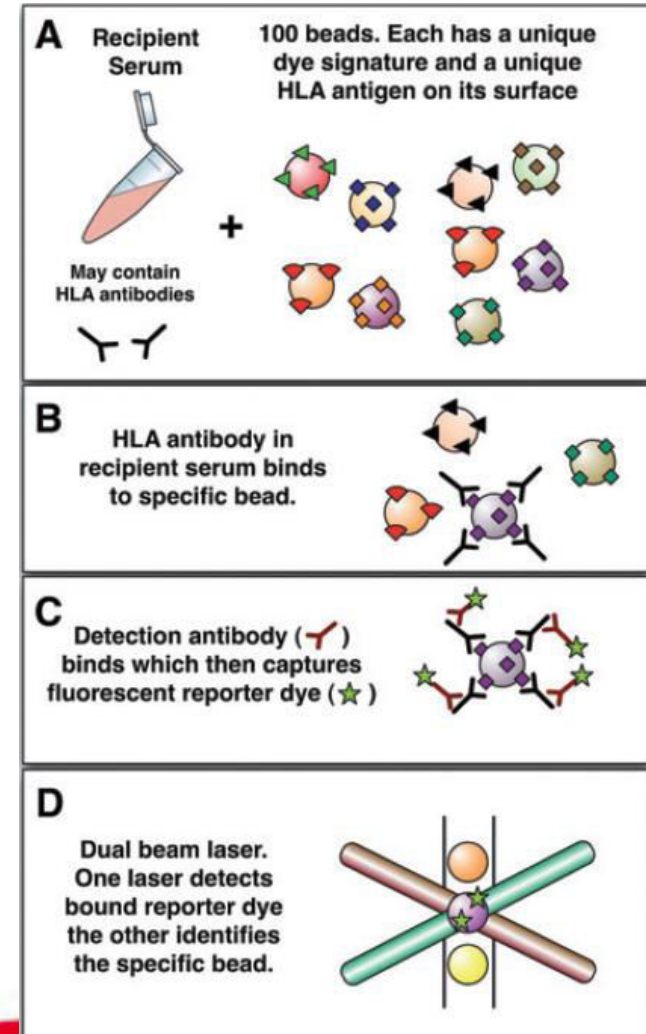 A
Recipient
Serum
100 beads. Each has a unique
dye signature and a unique
HLA antigen on its surface
+
May contain
HLA antibodies
B
HLA antibody in
recipient serum binds
to specific bead.
C
Detection antibody ( )
binds which then captures
fluorescent reporter dye ( )
D
Dual beam laser.
One laser detects
bound reporter dye
the other identifies
the specific bead.